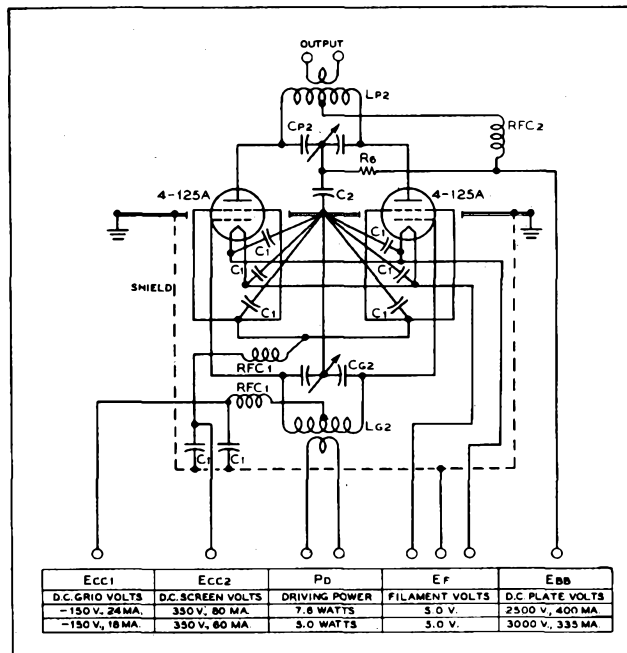 OUTPUT
LP2
RFC2
CP2
R6
4-125A
C2
4-125A
C1
C1
C1
C1
SHIELD
C1
C1
RFC1
CG2
RFC1
LG2
C1
C1
ECC1 ECC2 PD EF EBB
D.C. GRID VOLTS D.C. SCREEN VOLTS DRIVING POWER FILAMENT VOLTS D.C. PLATE VOLTS
-150 V., 24 MA. 350 V., 80 MA. 7.6 WATTS 5.0 V. 2500 V., 400 MA.
-150 V., 18 MA. 350 V., 60 MA. 5.0 WATTS 5.0 V. 3000 V., 335 MA.